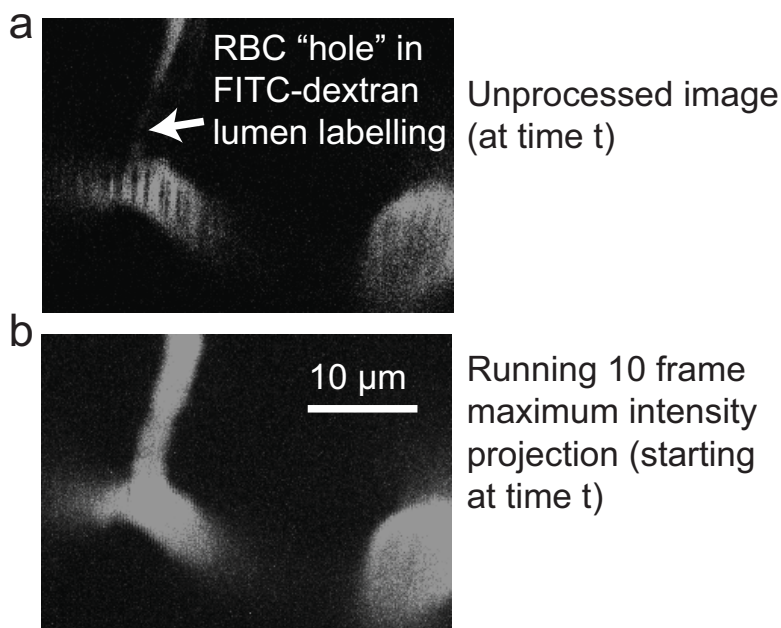 a
RBC “hole” in
FITC-dextran
lumen labelling
Unprocessed image
(at time t)
b
10 µm
Running 10 frame
maximum intensity
projection (starting
at time t)